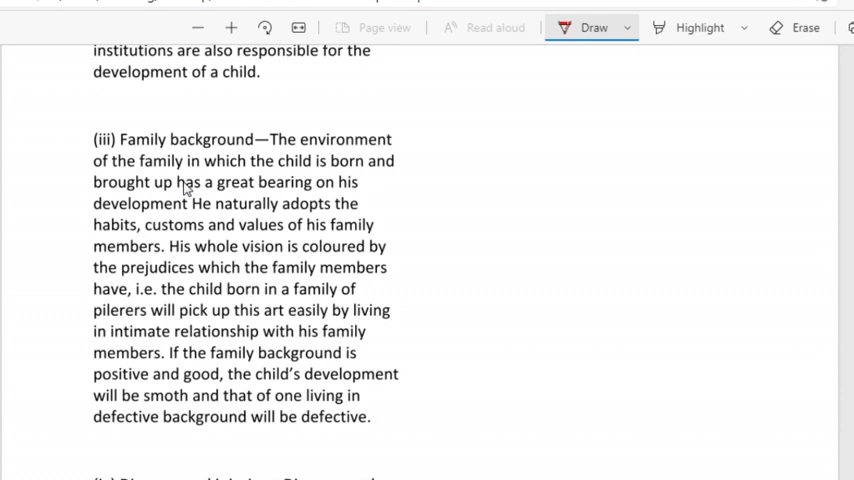 Page view
Read aloud
Draw
Highlight
Erase
institutions are also responsible for the
development of a child.
(iii) Family background—The environment
of the family in which the child is born and
brought up has a great bearing on his
development He naturally adopts the
habits, customs and values of his family
members. His whole vision is coloured by
the prejudices which the family members
have, i.e. the child born in a family of
pilerers will pick up this art easily by living
in intimate relationship with his family
members. If the family background is
positive and good, the child's development
will be smoth and that of one living in
defective background will be defective.